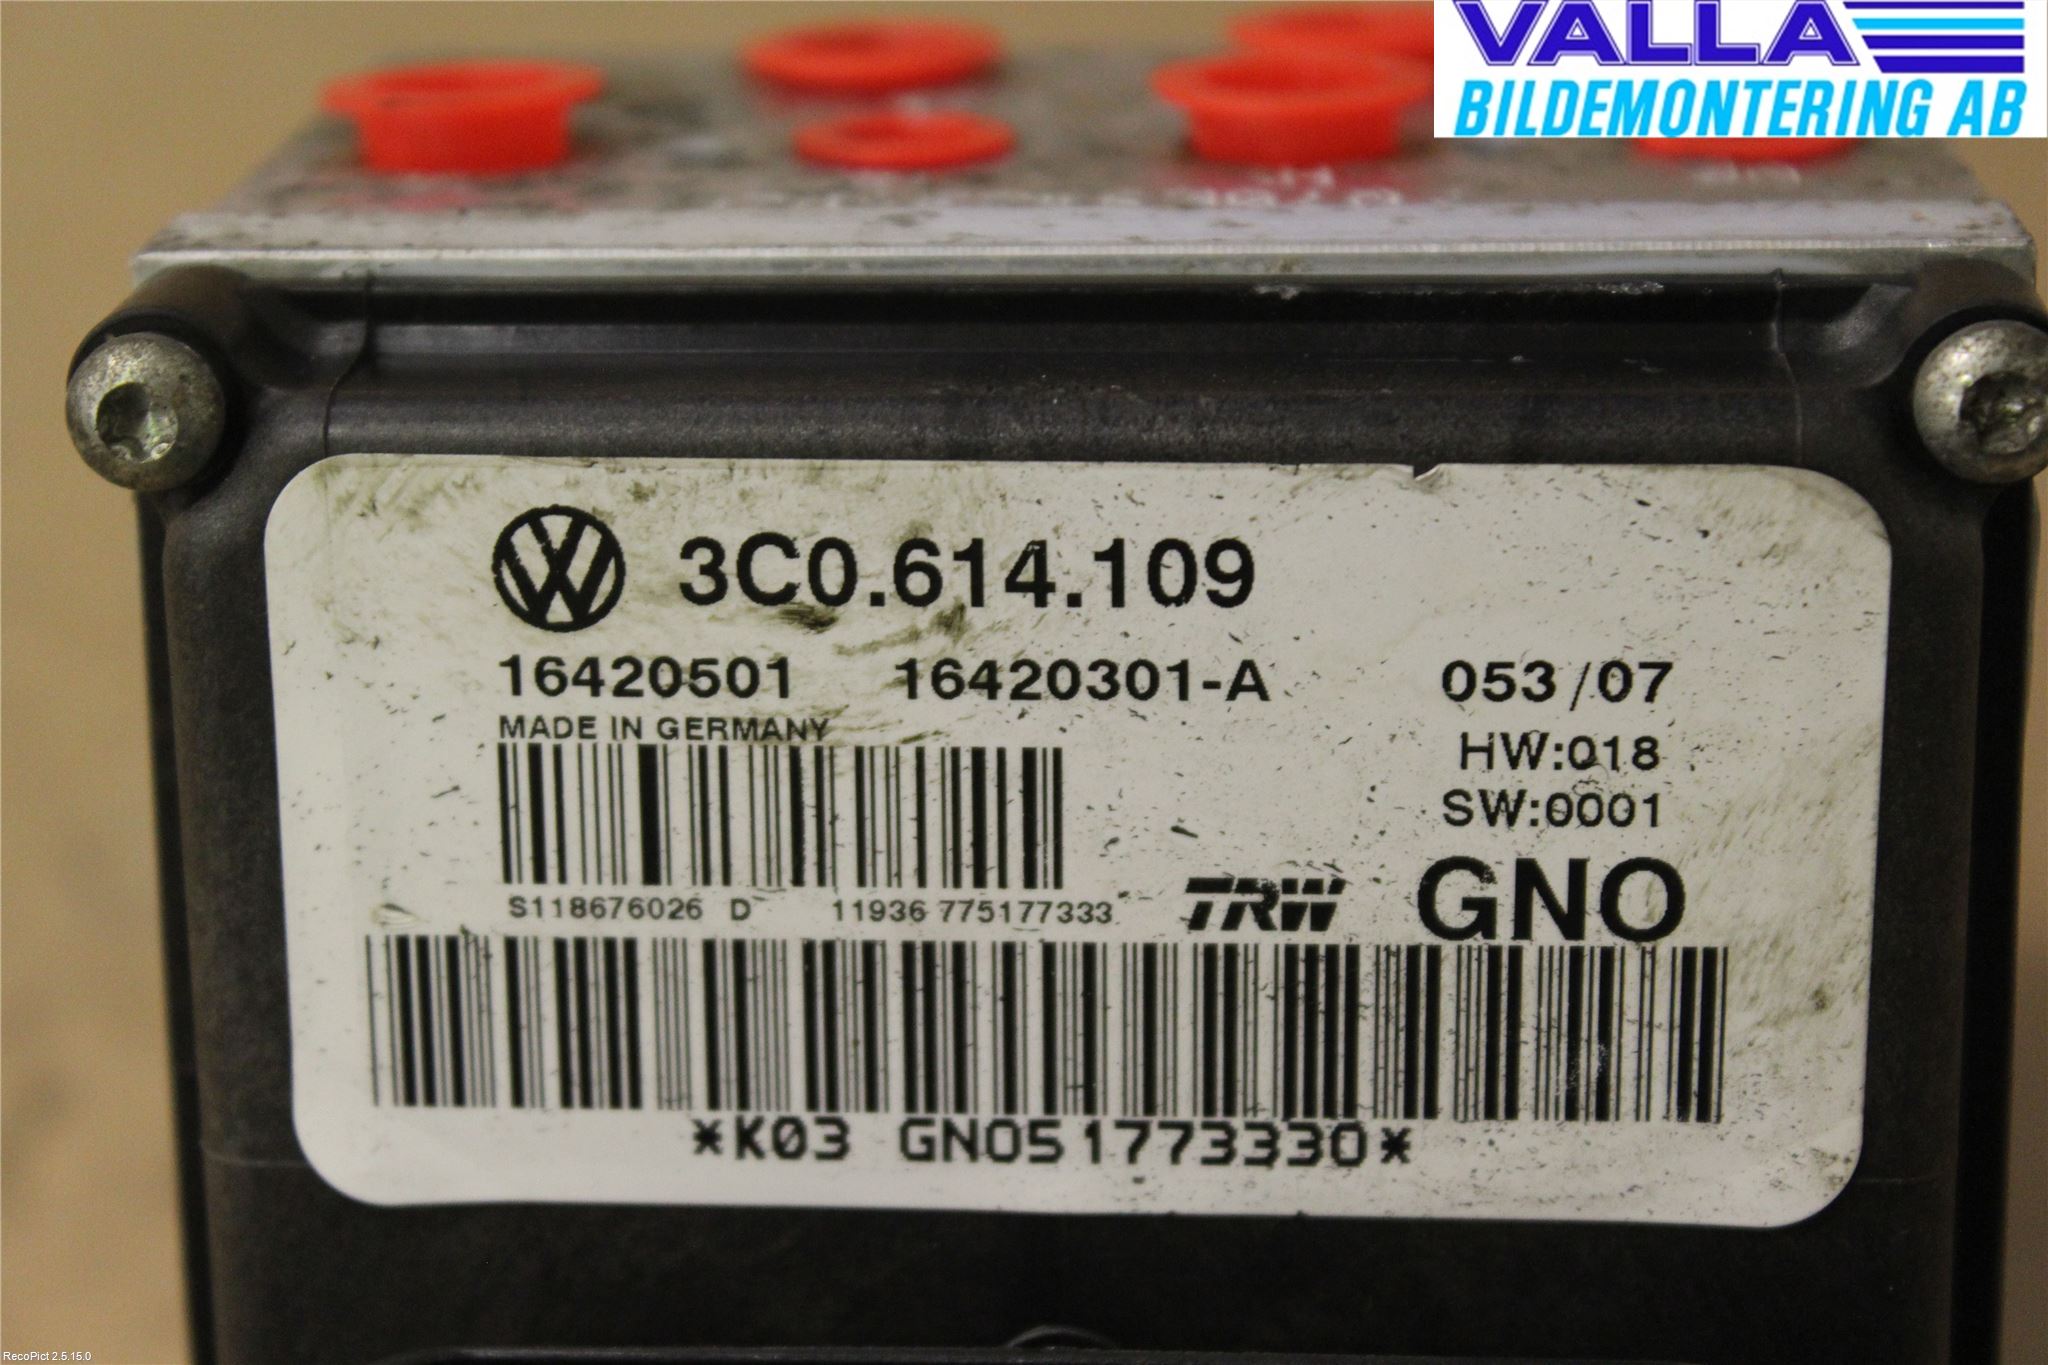 VALLA
BILDEMONTERING AB
3C0.614.109
16420501 16420301-A 053/07
MADE IN GERMANY
HW:018
SW:0001
S118676026 D 11936 775177333
TRW GNO
*K03 GNO51773330*
RecoPict 2.5.15.0